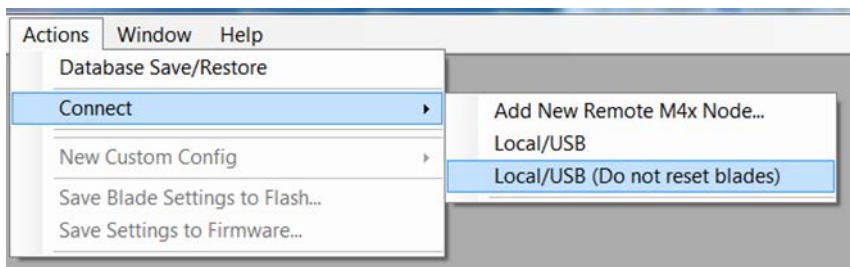 Actions Window Help
Database Save/Restore
Connect
New Custom Config
Save Blade Settings to Flash...
Save Settings to Firmware...
Add New Remote M4x Node...
Local/USB
Local/USB (Do not reset blades)